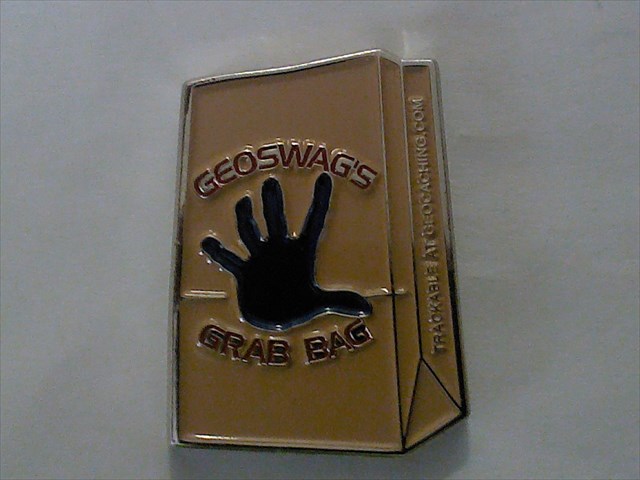 GEOSWAG'S
GRAB BAG
TRACKABLE AT GEOCACHING.COM